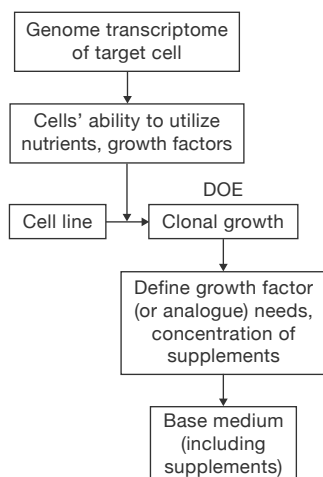 Genome transcriptome
of target cell
Cells' ability to utilize
nutrients, growth factors
DOE
Cell line
Clonal growth
Define growth factor
(or analogue) needs,
concentration of
supplements
Base medium
(including
supplements)